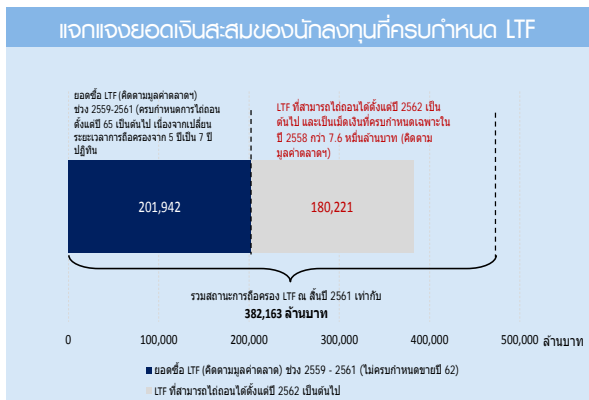 แจกแจงยอดเงินสะสมของนักลงทุนที่ครบกำหนด LTF
ยอดซื้อ LTF (คิดตามมูลค่าตลาดฯ)
ช่วง 2559-2561 (ครบกำหนดการไถ่ถอน
ตั้งแต่ปี 65 เป็นต้นไป เนื่องจากเปลี่ยน
ระยะเวลาการถือครองจาก 5 ปีเป็น 7 ปี
ปฏิทิน
LTF ที่สามารถไถ่ถอนได้ตั้งแต่ปี 2562 เป็น
ต้นไป และเป็นเม็ดเงินที่ครบกำหนดเฉพาะใน
ปี 2558 กว่า 7.6 หมื่นล้านบาท (คิดตาม
มูลค่าตลาดฯ)
201,942
180,221
รวมสถานะการถือครอง LTF ณ สิ้นปี 2561 เท่ากับ
382,163 ล้านบาท
0 100,000 200,000 300,000 400,000 500,000 ล้านบาท
ยอดซื้อ LTF (คิดตามมูลค่าตลาด) ช่วง 2559 - 2561 (ไม่ครบกำหนดขายปี 62)
LTF ที่สามารถไถ่ถอนได้ตั้งแต่ปี 2562 เป็นต้นไป